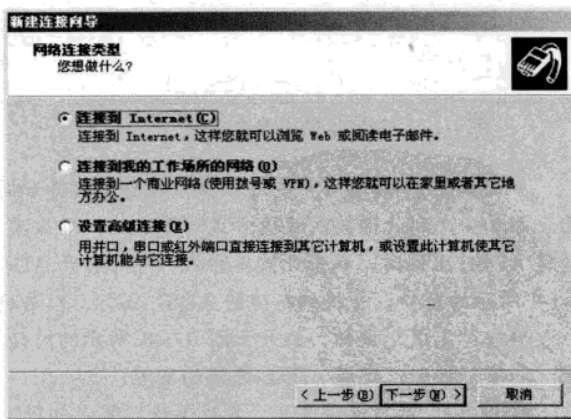 新建连接向导
网络连接类型
您想做什么?
连接到 Internet(C)
连接到 Internet,这样您就可以浏览 Web 或阅读电子邮件。
连接到我的工作场所的网络(O)
连接到一个商业网络(使用拨号或 VPN),这样您就可以在家里或者其它地
方办公。
设置高级连接(E)
用并口,串口或红外端口直接连接到其它计算机,或设置此计算机使其它
计算机能与它连接。
< 上一步(B)
下一步(N) >
取消